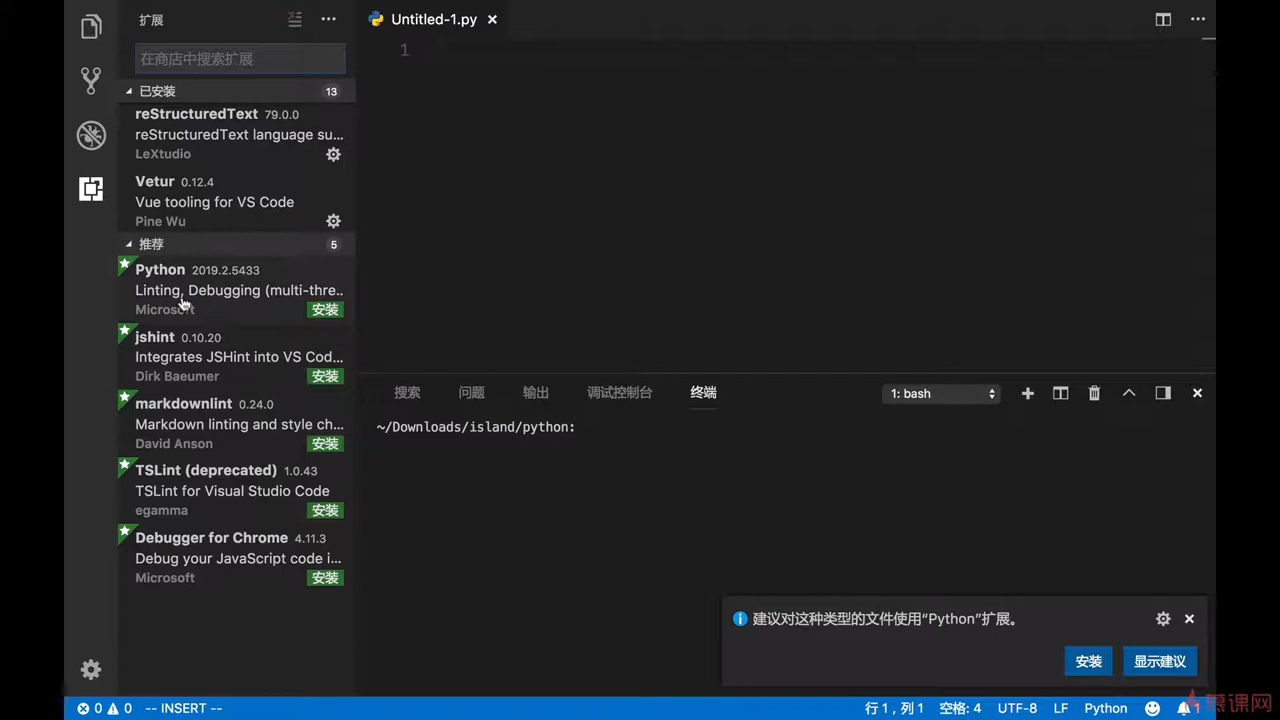 扩展
Untitled-1.py
在商店中搜索扩展
1
已安装 13
reStructuredText 79.0.0
reStructuredText language su...
LeXtudio
Vetur 0.12.4
Vue tooling for VS Code
Pine Wu
推荐 5
Python 2019.2.5433
Linting, Debugging (multi-thre..
Microsoft 安装
jshint 0.10.20
Integrates JSHint into VS Cod...
Dirk Baeumer 安装
markdownlint 0.24.0
Markdown linting and style ch...
David Anson 安装
TSLint (deprecated) 1.0.43
TSLint for Visual Studio Code
egamma 安装
Debugger for Chrome 4.11.3
Debug your JavaScript code i...
Microsoft 安装
搜索 问题 输出 调试控制台 终端 1: bash
~/Downloads/island/python:
建议对这种类型的文件使用“Python”扩展。
安装 显示建议
0 0 -- INSERT -- 行 1，列 1 空格: 4 UTF-8 LF Python 1
慕课网